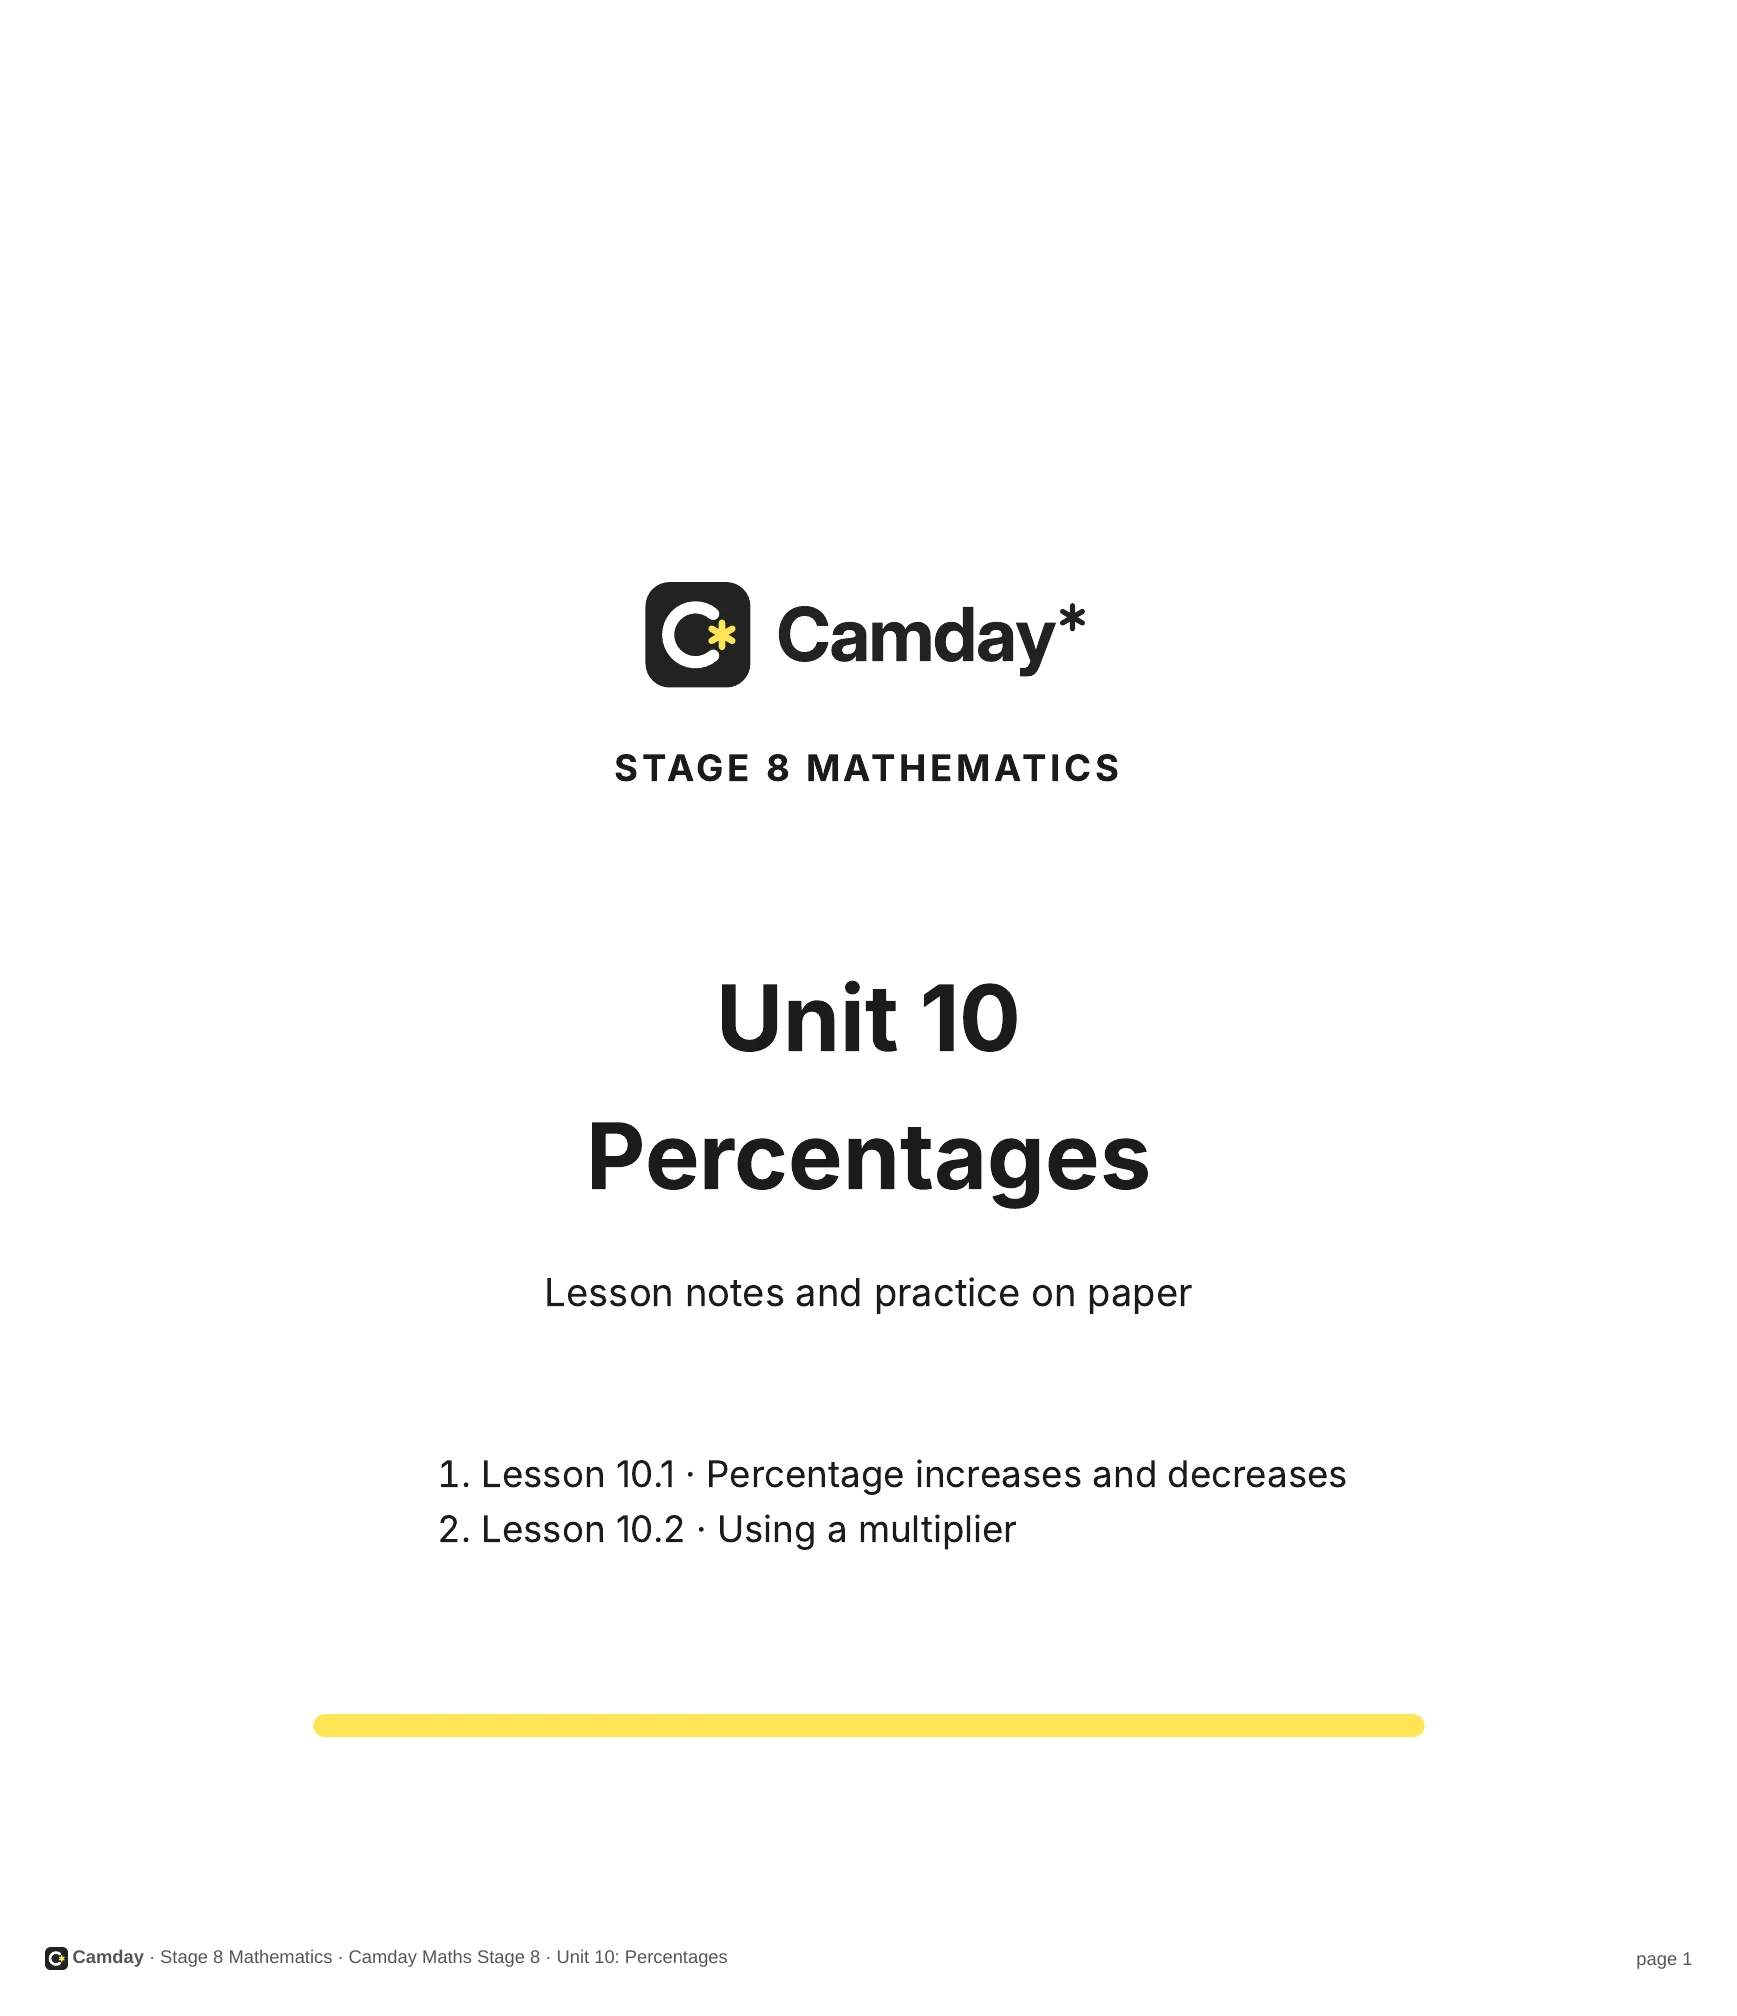 Camday*
STAGE 8 MATHEMATICS
Unit 10
Percentages
Lesson notes and practice on paper
1. Lesson 10.1 · Percentage increases and decreases
2. Lesson 10.2 · Using a multiplier
Camday · Stage 8 Mathematics · Camday Maths Stage 8 · Unit 10: Percentages
page 1